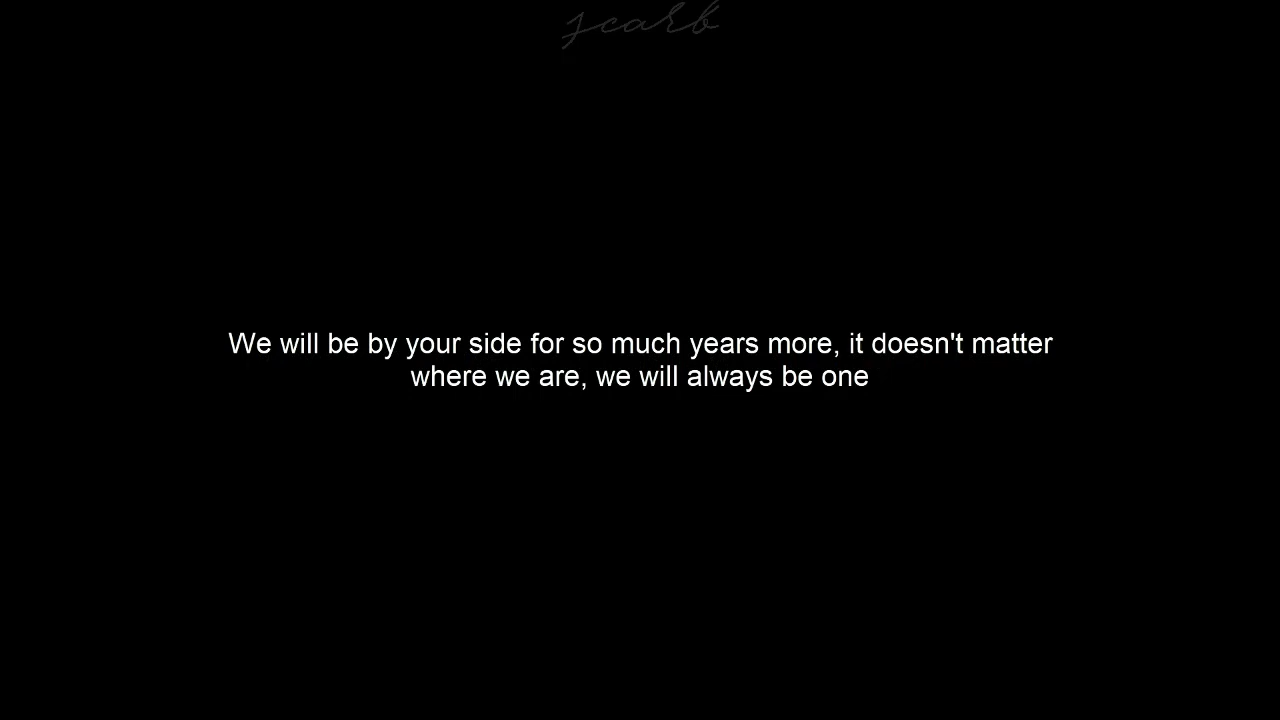 scarb
We will be by your side for so much years more, it doesn't matter
where we are, we will always be one